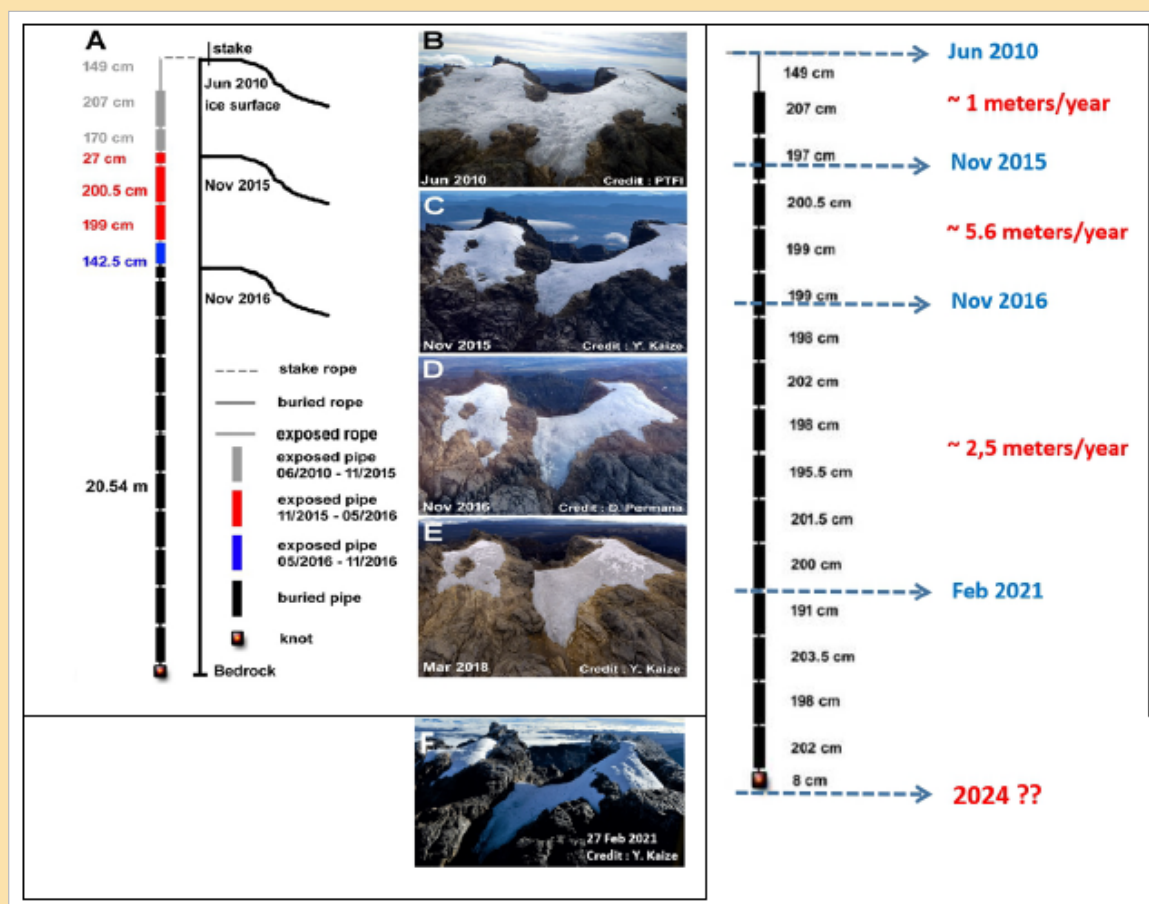 A
stake
149 cm
Jun 2010
ice surface
207 cm
170 cm
27 cm
200.5 cm
199 cm
142.5 cm
Nov 2015
Nov 2016
stake rope
buried rope
exposed rope
exposed pipe
06/2010 - 11/2015
exposed pipe
11/2015 - 05/2016
exposed pipe
05/2016 - 11/2016
buried pipe
knot
20.54 m
Bedrock
B
Jun 2010
Credit : PTFI
C
Nov 2015
Credit : Y. Kaize
D
Nov 2016
Credit : D. Permana
E
Mar 2018
Credit : Y. Kaize
F
27 Feb 2021
Credit : Y. Kaize
Jun 2010
149 cm
~ 1 meters/year
207 cm
197 cm
Nov 2015
200.5 cm
~ 5.6 meters/year
199 cm
199 cm
Nov 2016
198 cm
202 cm
198 cm
~ 2,5 meters/year
195.5 cm
201.5 cm
200 cm
Feb 2021
191 cm
203.5 cm
198 cm
202 cm
8 cm
2024 ??